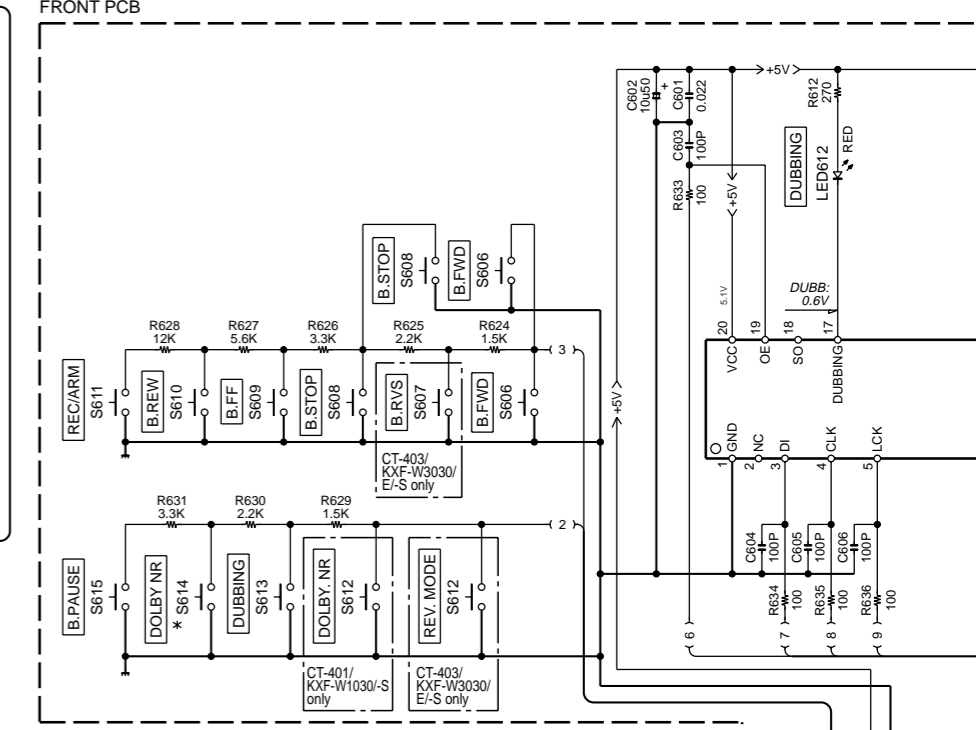 FRONT PCB
+5V
C602
10u50
+
C601
0.022
C603
100P
R633
100
+5V
R612
270
RED
LED612
DUBBING
DUBB:
0.6V
5.1V
20
19
18
17
VCC
OE
SO
DUBBING
GND
NC
DI
CLK
LCK
1
2
3
4
5
B.STOP
S608
B.FWD
S606
R628
12K
R627
5.6K
R626
3.3K
R625
2.2K
R624
1.5K
3
+5V
REC/ARM
S611
B.REW
S610
B.FF
S609
B.STOP
S608
B.RVS
S607
B.FWD
S606
CT-403/
KXF-W3030/
E/-S only
R631
3.3K
R630
2.2K
R629
1.5K
2
B.PAUSE
S615
DOLBY NR
S614
*
DUBBING
S613
DOLBY. NR
S612
REV. MODE
S612
CT-401/
KXF-W1030/-S
only
CT-403/
KXF-W3030/
E/-S only
C604
100P
C605
100P
C606
100P
R634
100
R635
100
R636
100
6
7
8
9